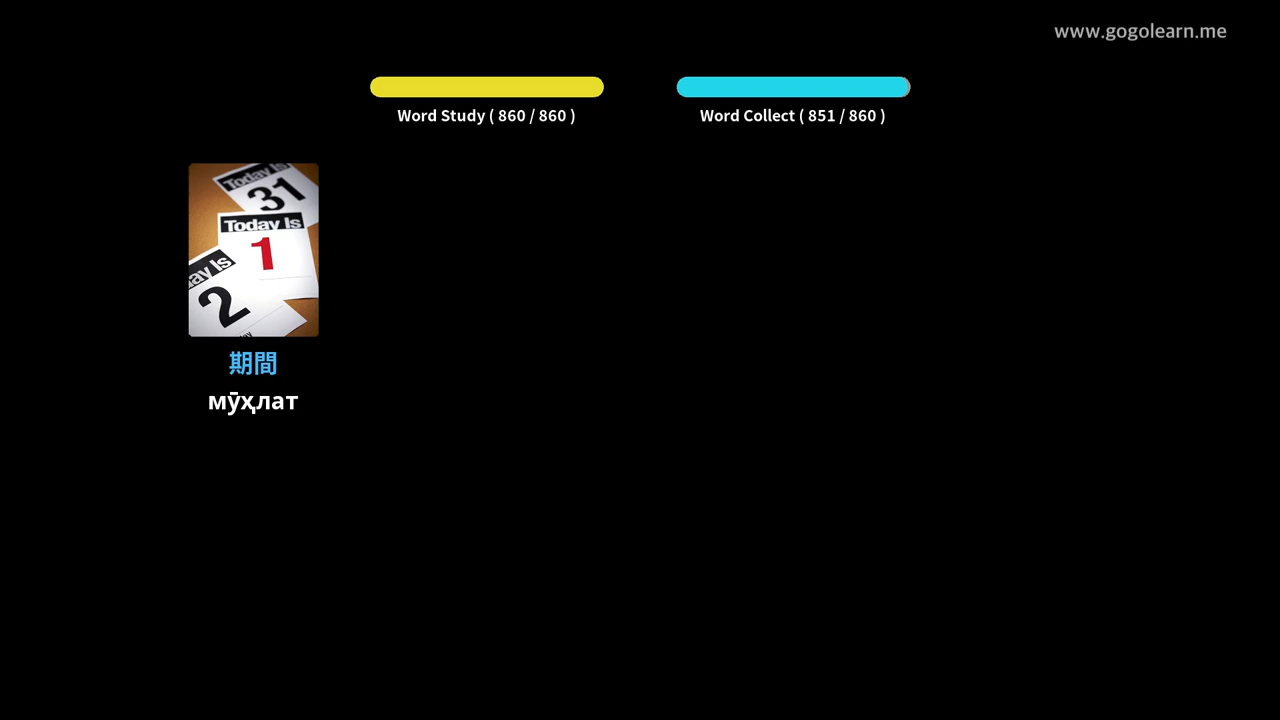 www.gogolearn.me
Word Study ( 860 / 860 )
Word Collect ( 851 / 860 )
Today Is
31
Today Is
1
ay Is
2
期間
мӯҳлат